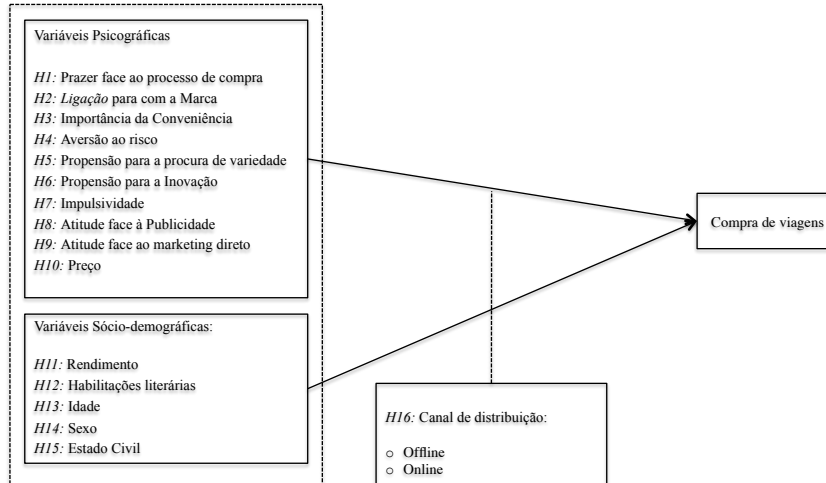 Variáveis Psicográficas
H1: Prazer face ao processo de compra
H2: Ligação para com a Marca
H3: Importância da Conveniência
H4: Aversão ao risco
H5: Propensão para a procura de variedade
H6: Propensão para a Inovação
H7: Impulsividade
H8: Atitude face à Publicidade
H9: Atitude face ao marketing direto
H10: Preço
Variáveis Sócio-demográficas:
H11: Rendimento
H12: Habilitações literárias
H13: Idade
H14: Sexo
H15: Estado Civil
H16: Canal de distribuição:
○ Offline
○ Online
Compra de viagens